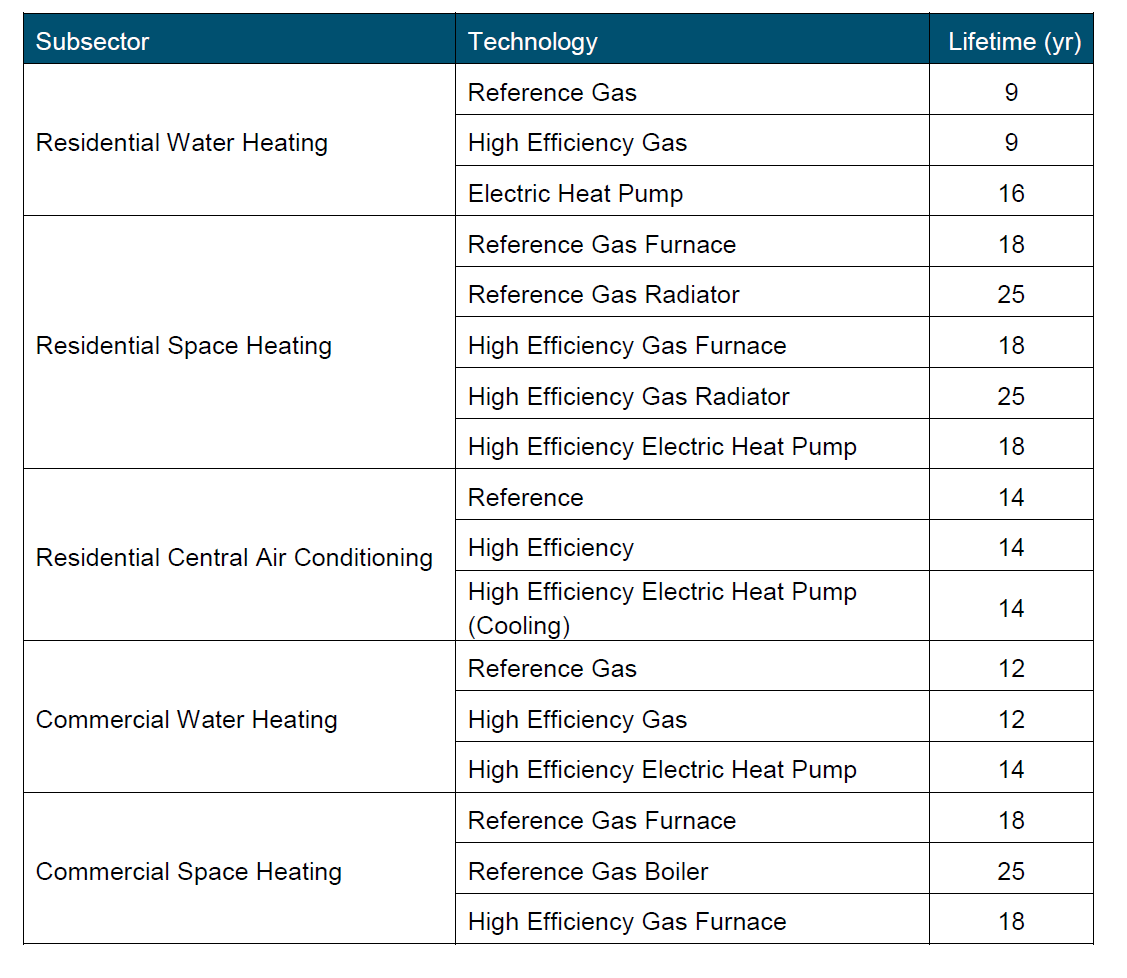 Subsector Technology Lifetime (yr)
Residential Water Heating
Reference Gas 9
High Efficiency Gas 9
Electric Heat Pump 16
Residential Space Heating
Reference Gas Furnace 18
Reference Gas Radiator 25
High Efficiency Gas Furnace 18
High Efficiency Gas Radiator 25
High Efficiency Electric Heat Pump 18
Residential Central Air Conditioning
Reference 14
High Efficiency 14
High Efficiency Electric Heat Pump
(Cooling) 14
Commercial Water Heating
Reference Gas 12
High Efficiency Gas 12
High Efficiency Electric Heat Pump 14
Commercial Space Heating
Reference Gas Furnace 18
Reference Gas Boiler 25
High Efficiency Gas Furnace 18